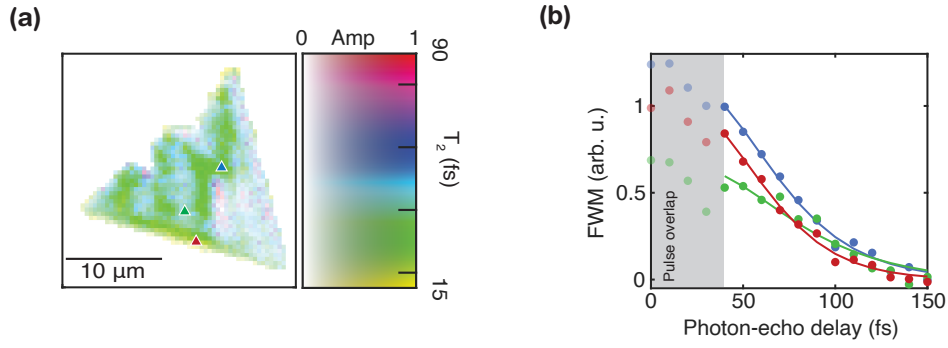 (a)
0 Amp 1
90
T2 (fs)
15
10 μm
(b)
FWM (arb. u.)
1
0.5
0
Pulse overlap
0 50 100 150
Photon-echo delay (fs)